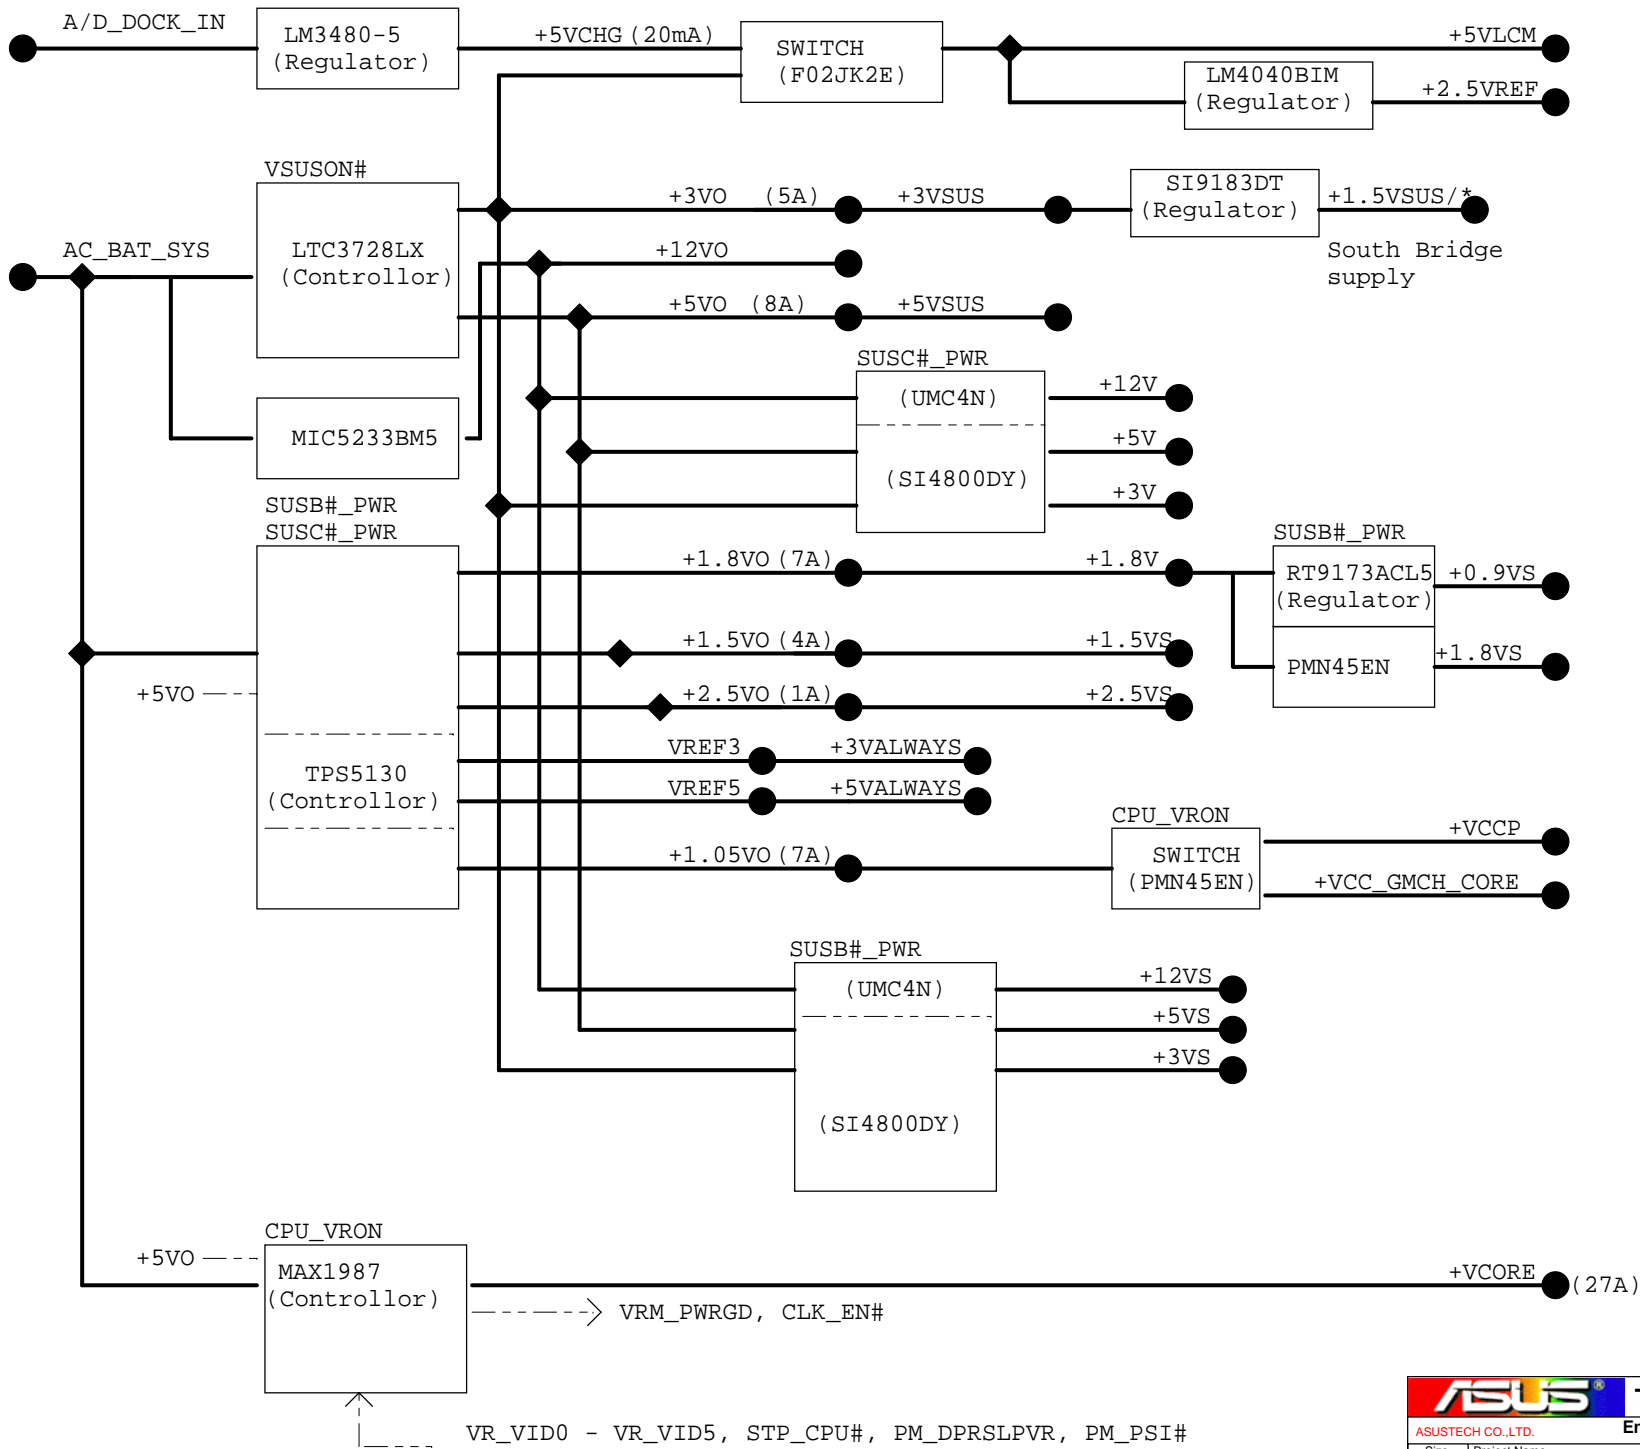 A/D_DOCK_IN
LM3480-5
(Regulator)
+5VCHG (20mA)
SWITCH
(F02JK2E)
+5VLCM
LM4040BIM
(Regulator)
+2.5VREF
VSUSON#
LTC3728LX
(Controllor)
AC_BAT_SYS
+3VO (5A)
+3VSUS
SI9183DT
(Regulator)
+1.5VSUS/*
South Bridge
supply
+12VO
+5VO (8A)
+5VSUS
MIC5233BM5
SUSC#_PWR
(UMC4N)
(SI4800DY)
+12V
+5V
+3V
SUSB#_PWR
SUSC#_PWR
+5VO
TPS5130
(Controllor)
+1.8VO (7A)
+1.8V
SUSB#_PWR
RT9173ACL5
(Regulator)
+0.9VS
PMN45EN
+1.8VS
+1.5VO (4A)
+1.5VS
+2.5VO (1A)
+2.5VS
VREF3
+3VALWAYS
VREF5
+5VALWAYS
+1.05VO (7A)
CPU_VRON
SWITCH
(PMN45EN)
+VCCP
+VCC_GMCH_CORE
SUSB#_PWR
(UMC4N)
(SI4800DY)
+12VS
+5VS
+3VS
CPU_VRON
+5VO
MAX1987
(Controllor)
+VCORE
(27A)
VRM_PWRGD, CLK_EN#
VR_VID0 - VR_VID5, STP_CPU#, PM_DPRSLPVR, PM_PSI#
ASUS®
ASUSTECH CO.,LTD.